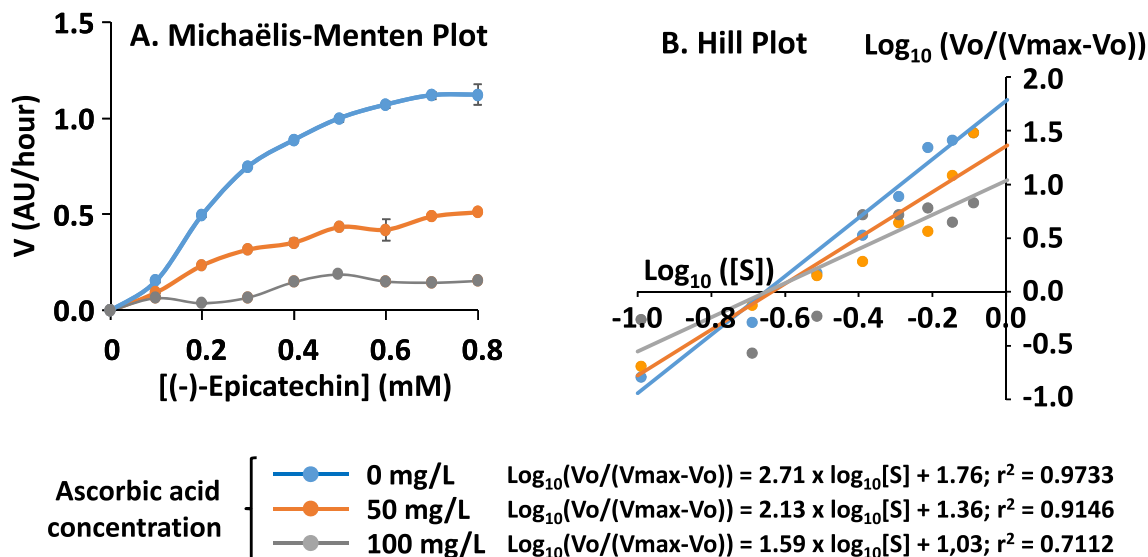 A. Michaëlis-Menten Plot
V (AU/hour)
1.5
1.0
0.5
0.0
0 0.2 0.4 0.6 0.8
[(-)-Epicatechin] (mM)
B. Hill Plot
Log₁₀ (Vo/(Vmax-Vo))
2.0
1.5
1.0
0.5
0.0
-0.5
-1.0
Log₁₀ ([S])
-1.0 -0.8 -0.6 -0.4 -0.2 0.0
Ascorbic acid
concentration
0 mg/L Log₁₀(Vo/(Vmax-Vo)) = 2.71 x log₁₀[S] + 1.76; r² = 0.9733
50 mg/L Log₁₀(Vo/(Vmax-Vo)) = 2.13 x log₁₀[S] + 1.36; r² = 0.9146
100 mg/L Log₁₀(Vo/(Vmax-Vo)) = 1.59 x log₁₀[S] + 1,03; r² = 0.7112